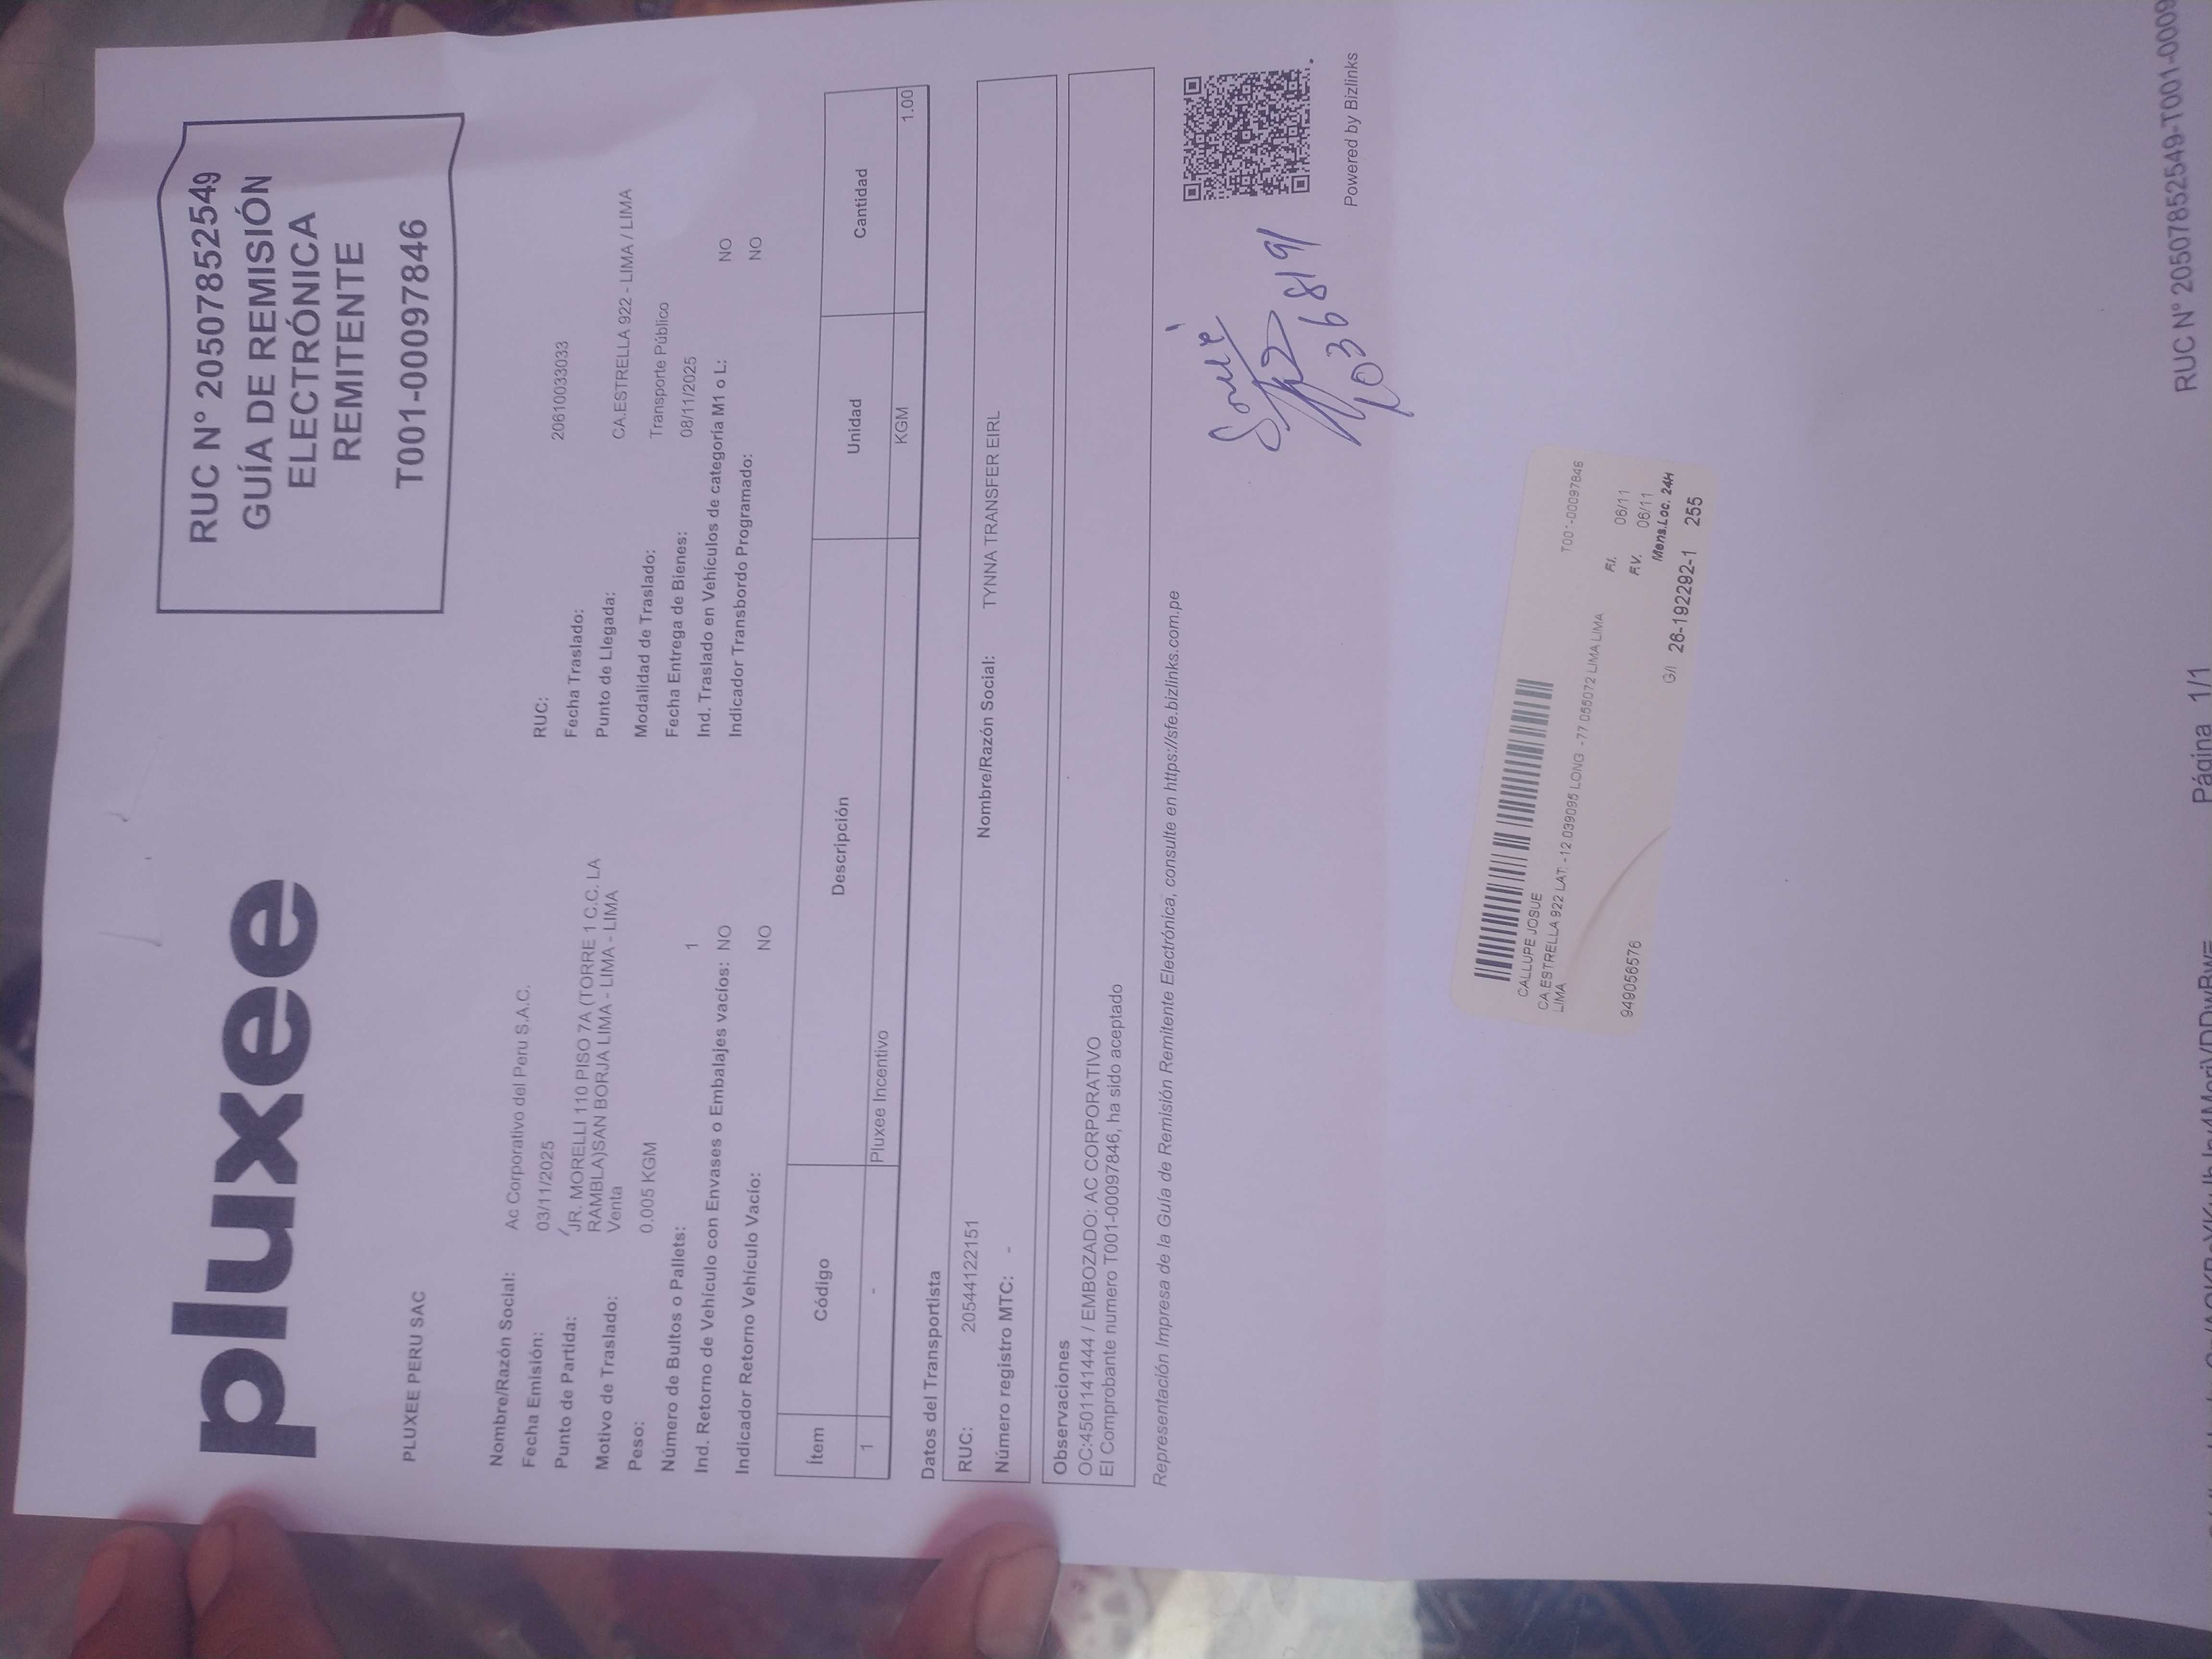 pluxee
RUC N° 20507852549
GUÍA DE REMISIÓN
ELECTRÓNICA
REMITENTE
T001-00097846
PLUXEE PERU SAC
Nombre/Razón Social: Ac Corporativo del Peru S.A.C.
Fecha Emisión: 03/11/2025
Punto de Partida: JR. MORELLI 110 PISO 7A (TORRE 1 C.C. LA
RAMBLA)SAN BORJA LIMA - LIMA - LIMA
Motivo de Traslado: Venta
Peso: 0.005 KGM
Número de Bultos o Pallets: 1
Ind. Retorno de Vehículo con Envases o Embalajes vacíos: NO
Indicador Retorno Vehículo Vacío: NO
RUC: 20610033033
Fecha Traslado:
Punto de Llegada: CA.ESTRELLA 922 - LIMA / LIMA
Modalidad de Traslado: Transporte Público
Fecha Entrega de Bienes: 08/11/2025
Ind. Traslado en Vehículos de categoría M1 o L: NO
Indicador Transbordo Programado: NO
Ítem Código Descripción Unidad Cantidad
1 - Pluxee Incentivo KGM 1.00
Datos del Transportista
RUC: 20544122151 Nombre/Razón Social: TYNNA TRANSFER EIRL
Número registro MTC: -
Observaciones
OC:4501141444 / EMBOZADO: AC CORPORATIVO
El Comprobante numero T001-00097846, ha sido aceptado
Representación Impresa de la Guía de Remisión Remitente Electrónica, consulte en https://sfe.bizlinks.com.pe
Powered by Bizlinks
CALLUPE JOSUE T001-00097846
CA ESTRELLA 922 LAT. -12.039095 LONG -77.055072 LIMA LIMA
LIMA
F.I. 06/11
F.V. 06/11
Mens.Loc. 24H
949056576 G/I 26-192292-1 255
Página 1/1
RUC N° 20507852549-T001-0009